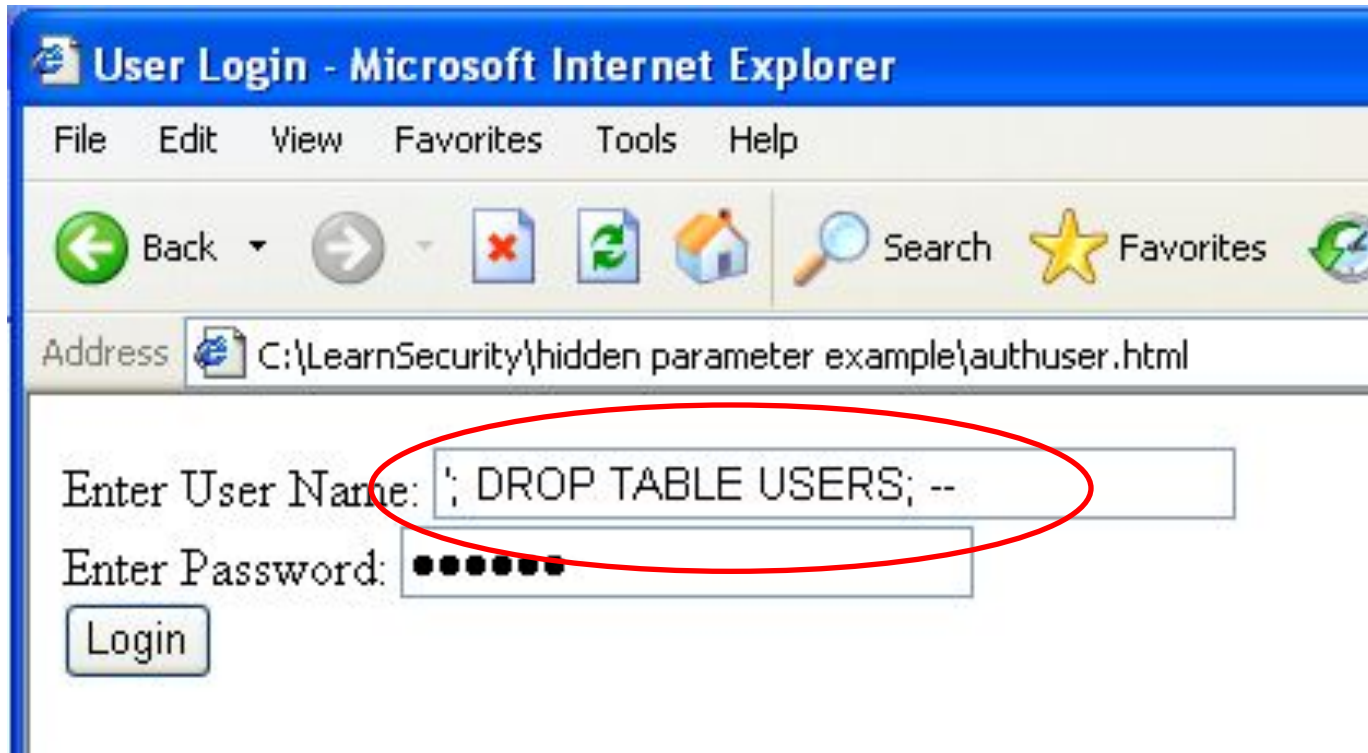 User Login - Microsoft Internet Explorer
File Edit View Favorites Tools Help
Back Search Favorites
Address C:\LearnSecurity\hidden parameter example\authuser.html
Enter User Name: '; DROP TABLE USERS; --
Enter Password: ●●●●●●
Login